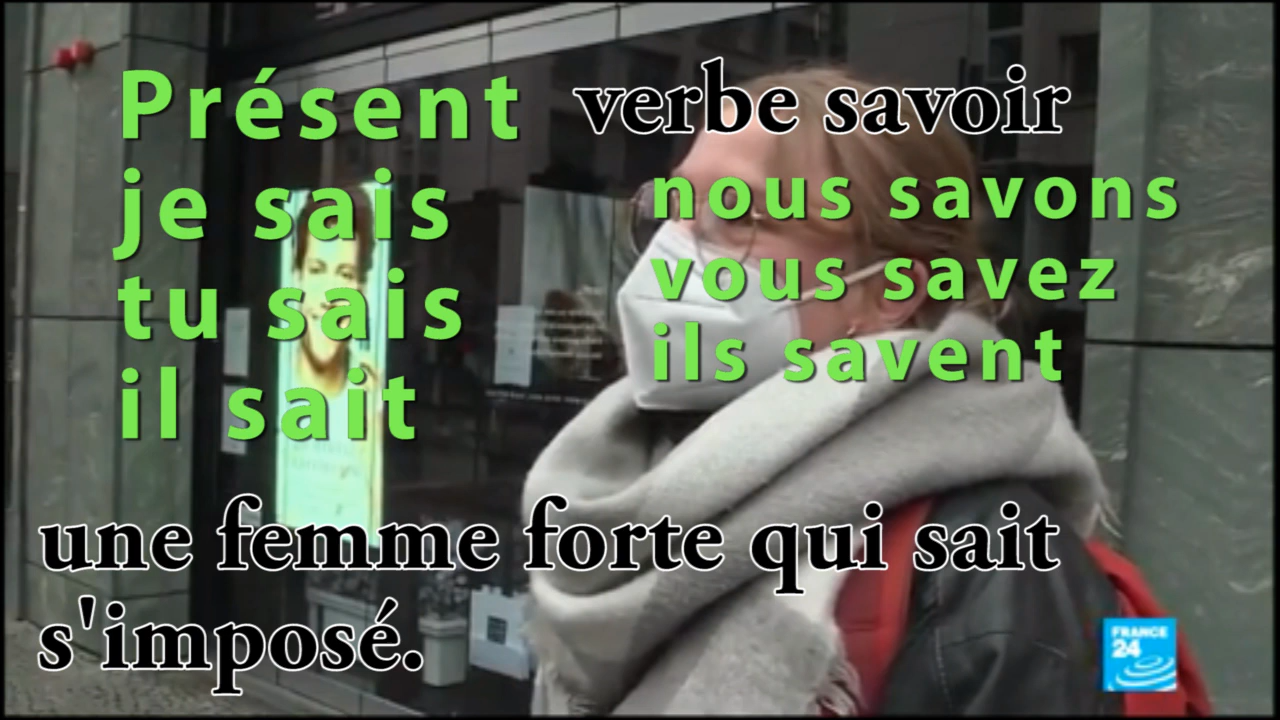 Présent
verbe savoir
je sais
tu sais
il sait
nous savons
vous savez
ils savent
une femme forte qui sait
s'imposé.
FRANCE
24